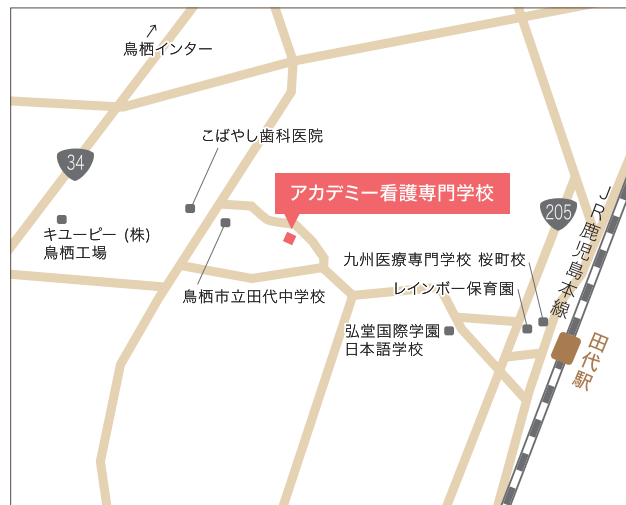 ↗
鳥栖インター
こばやし歯科医院
34
アカデミー看護専門学校
205
JR鹿児島本線
キユーピー (株)
鳥栖工場
九州医療専門学校 桜町校
レインボー保育園
鳥栖市立田代中学校
弘堂国際学園
日本語学校
田代駅